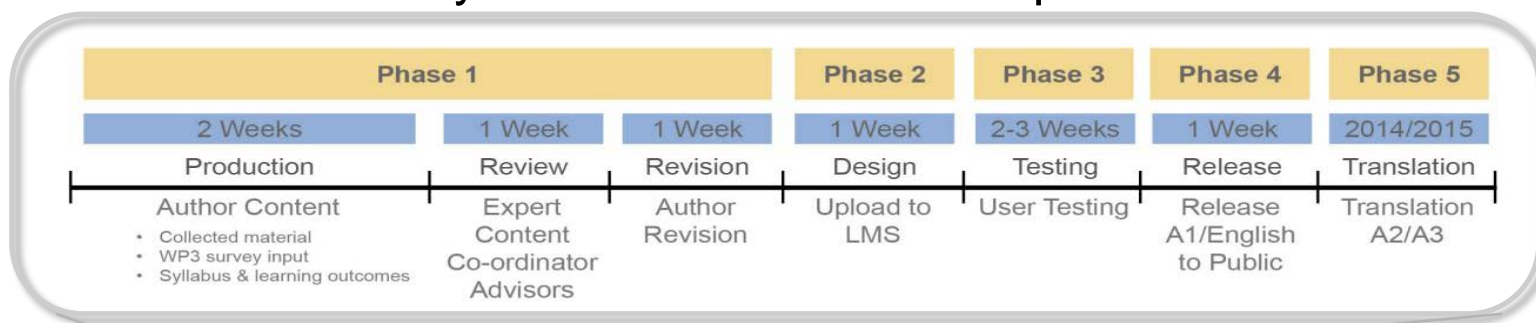 Phase 1 Phase 2 Phase 3 Phase 4 Phase 5
2 Weeks 1 Week 1 Week 1 Week 2-3 Weeks 1 Week 2014/2015
Production Review Revision Design Testing Release Translation
Author Content
• Collected material
• WP3 survey input
• Syllabus & learning outcomes
Expert
Content
Co-ordinator
Advisors
Author
Revision
Upload to
LMS
User Testing
Release
A1/English
to Public
Translation
A2/A3